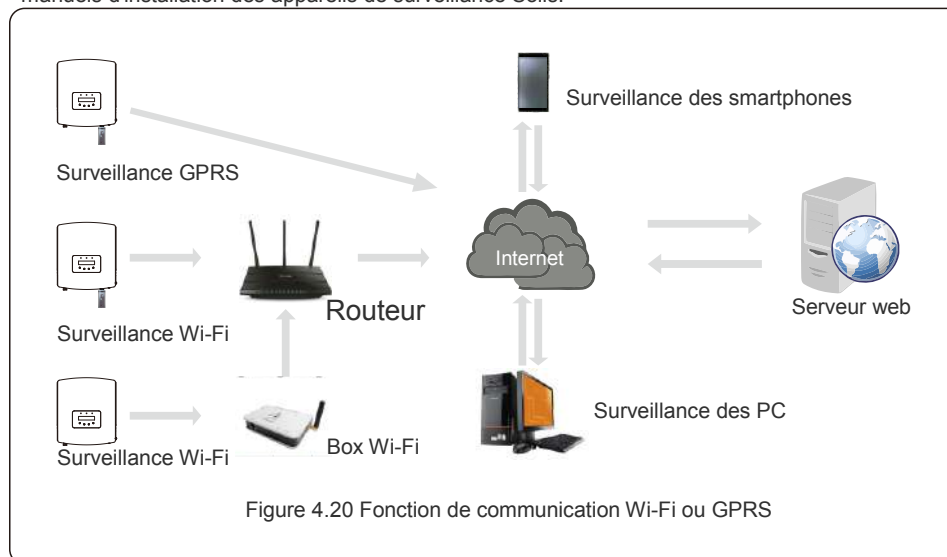 Surveillance des smartphones
Surveillance GPRS
Internet
Routeur
Serveur web
Surveillance Wi-Fi
Surveillance des PC
Box Wi-Fi
Surveillance Wi-Fi
Figure 4.20 Fonction de communication Wi-Fi ou GPRS